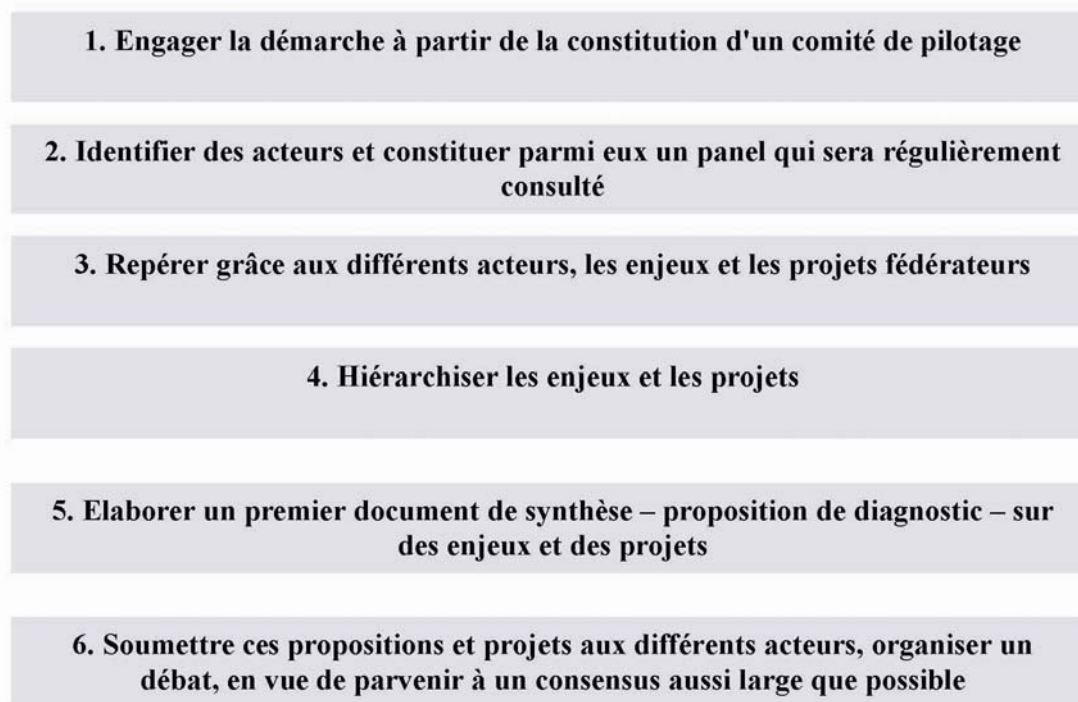 1. Engager la démarche à partir de la constitution d'un comité de pilotage
2. Identifier des acteurs et constituer parmi eux un panel qui sera régulièrement
consulté
3. Repérer grâce aux différents acteurs, les enjeux et les projets fédérateurs
4. Hiérarchiser les enjeux et les projets
5. Elaborer un premier document de synthèse – proposition de diagnostic – sur
des enjeux et des projets
6. Soumettre ces propositions et projets aux différents acteurs, organiser un
débat, en vue de parvenir à un consensus aussi large que possible